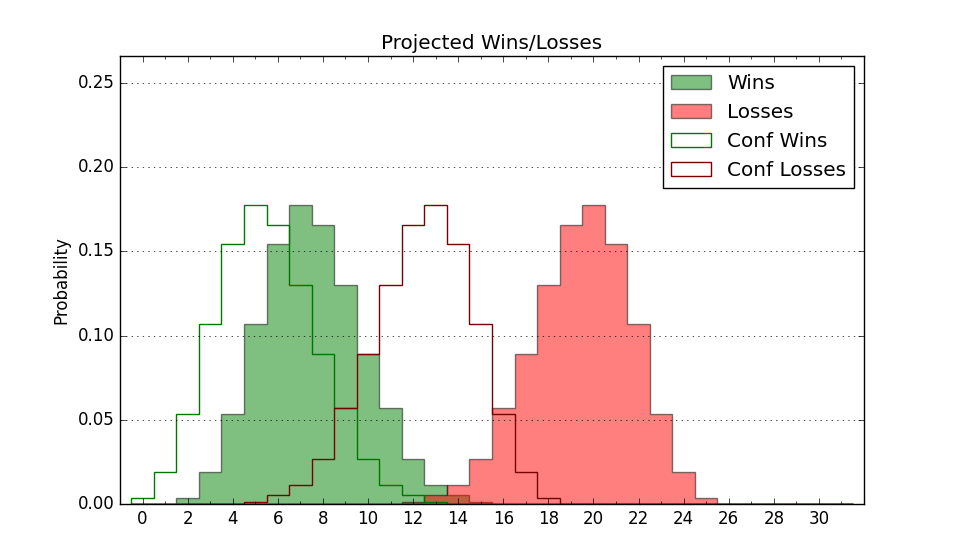 Projected Wins/Losses
0.25
0.20
0.15
0.10
0.05
0.00
Probability
Wins
Losses
Conf Wins
Conf Losses
0 2 4 6 8 10 12 14 16 18 20 22 24 26 28 30